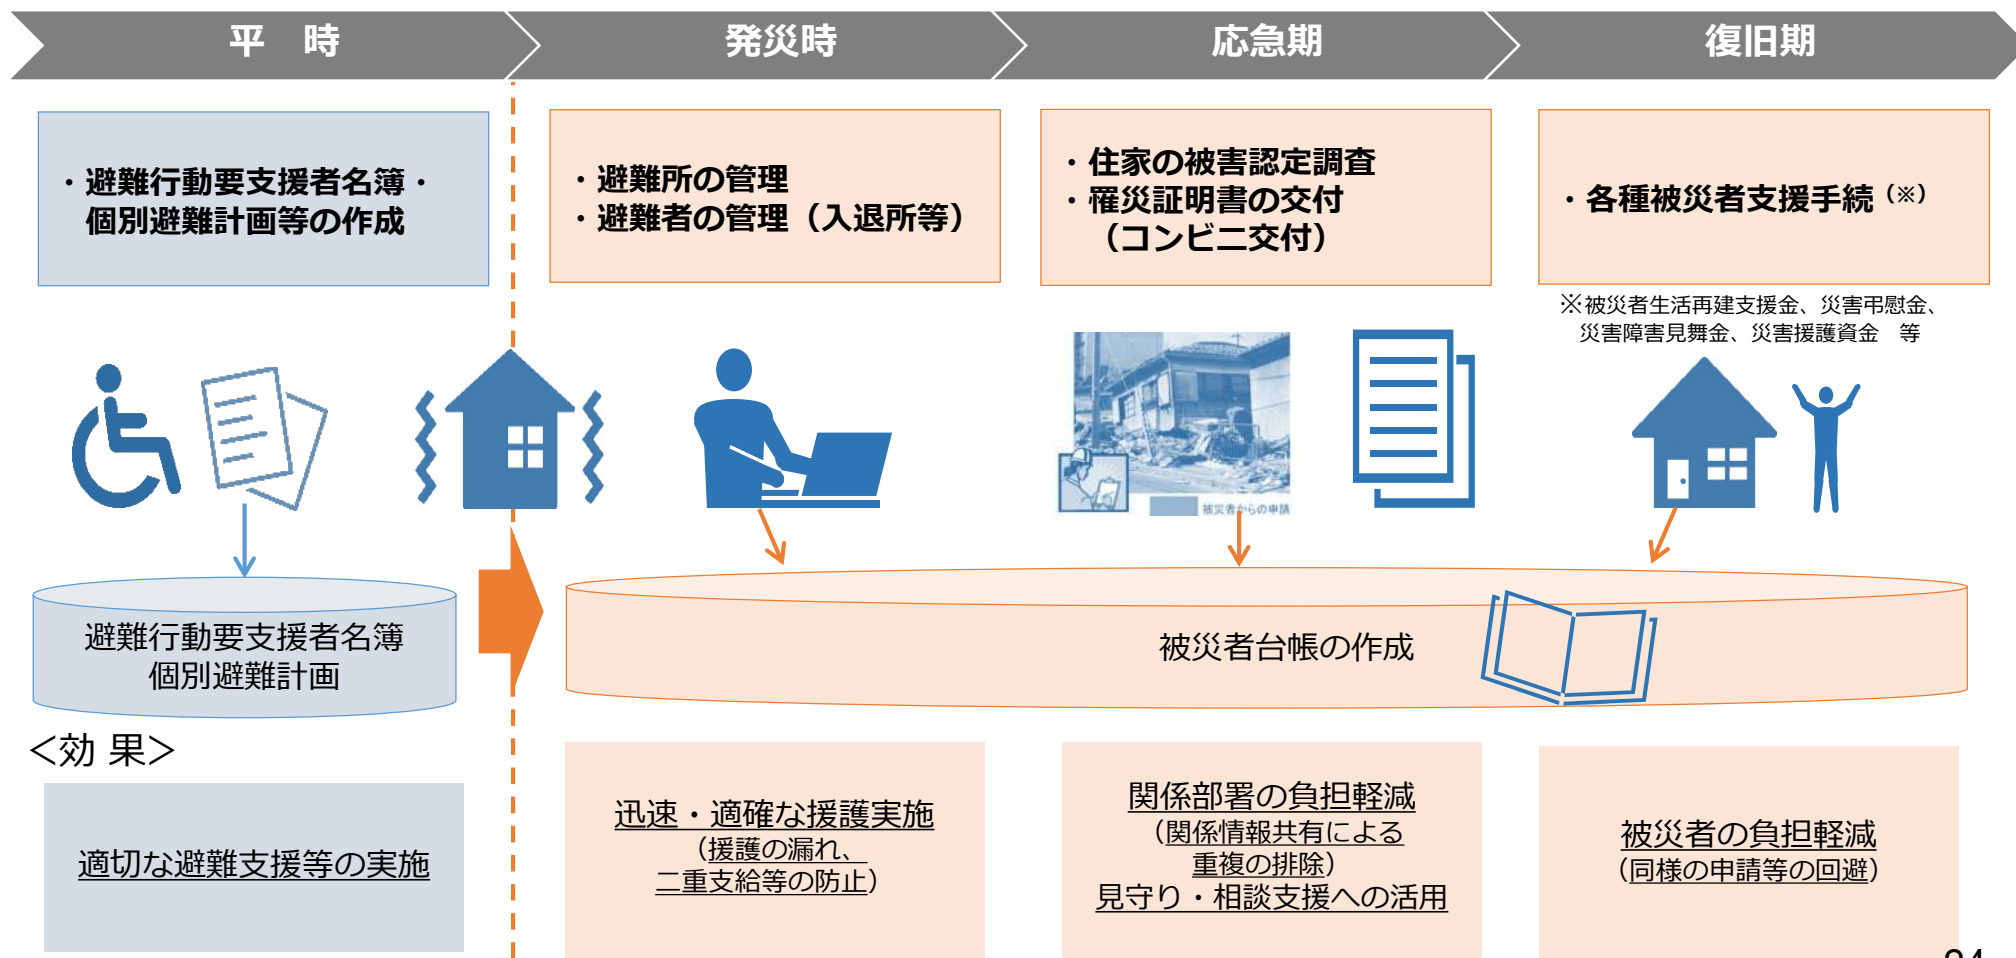 平　時
発災時
応急期
復旧期
・避難行動要支援者名簿・
個別避難計画等の作成
・避難所の管理
・避難者の管理（入退所等）
・住家の被害認定調査
・罹災証明書の交付
（コンビニ交付）
・各種被災者支援手続（※）
※被災者生活再建支援金、災害弔慰金、
災害障害見舞金、災害援護資金　等
被災者からの申請
避難行動要支援者名簿
個別避難計画
被災者台帳の作成
＜効 果＞
適切な避難支援等の実施
迅速・適確な援護実施
（援護の漏れ、
二重支給等の防止）
関係部署の負担軽減
（関係情報共有による
重複の排除）
見守り・相談支援への活用
被災者の負担軽減
（同様の申請等の回避）